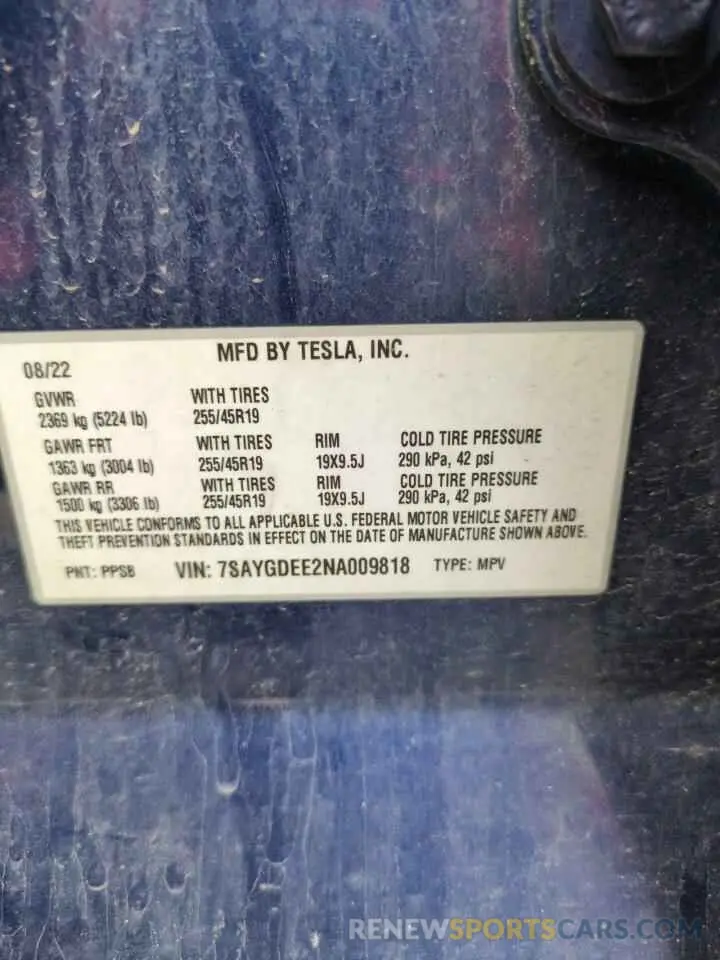 08/22 MFD BY TESLA, INC.
GVWR WITH TIRES
2369 kg (5224 lb) 255/45R19
GAWR FRT WITH TIRES RIM COLD TIRE PRESSURE
1363 kg (3004 lb) 255/45R19 19X9.5J 290 kPa, 42 psi
GAWR RR WITH TIRES RIM COLD TIRE PRESSURE
1500 kg (3306 lb) 255/45R19 19X9.5J 290 kPa, 42 psi
THIS VEHICLE CONFORMS TO ALL APPLICABLE U.S. FEDERAL MOTOR VEHICLE SAFETY AND
THEFT PREVENTION STANDARDS IN EFFECT ON THE DATE OF MANUFACTURE SHOWN ABOVE.
PNT: PPSB VIN: 7SAYGDEE2NA009818 TYPE: MPV
RENEWSPORTSCARS.COM